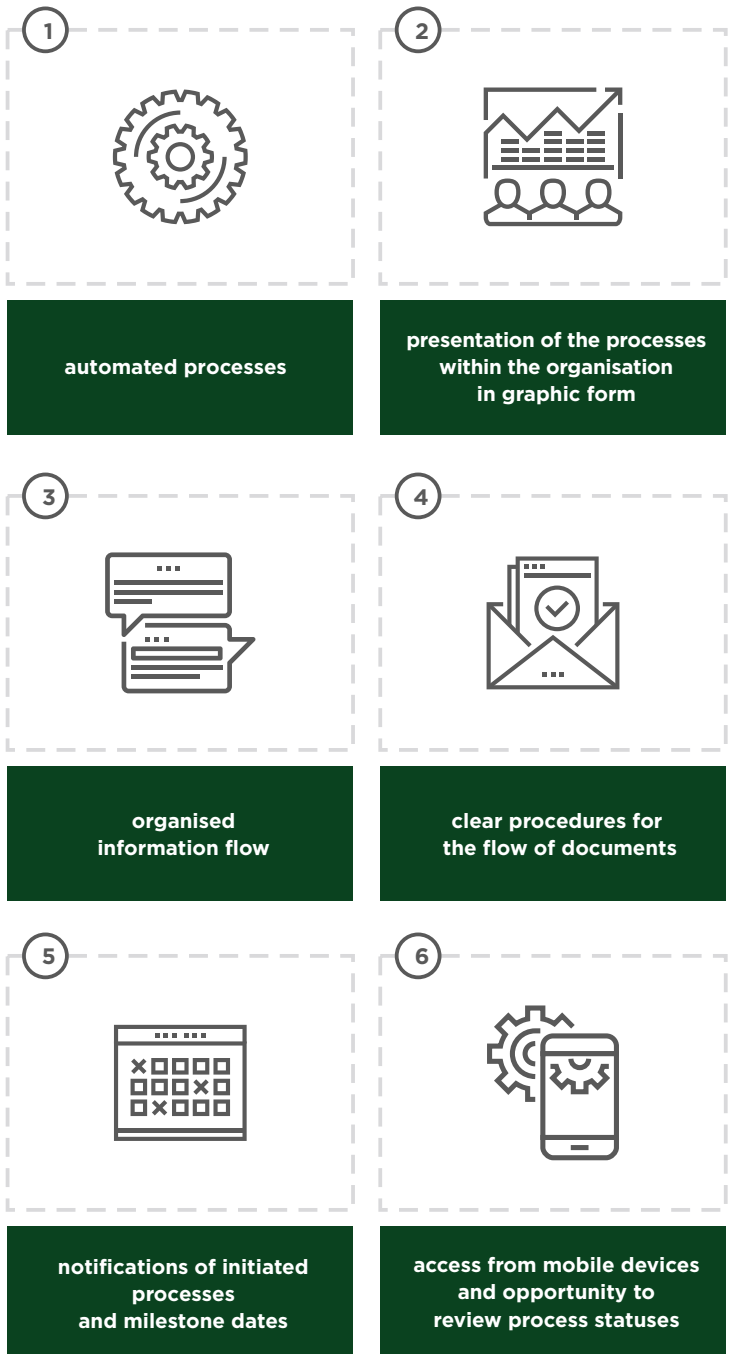 1
automated processes
2
presentation of the processes
within the organisation
in graphic form
3
organised
information flow
4
clear procedures for
the flow of documents
5
notifications of initiated
processes
and milestone dates
6
access from mobile devices
and opportunity to
review process statuses